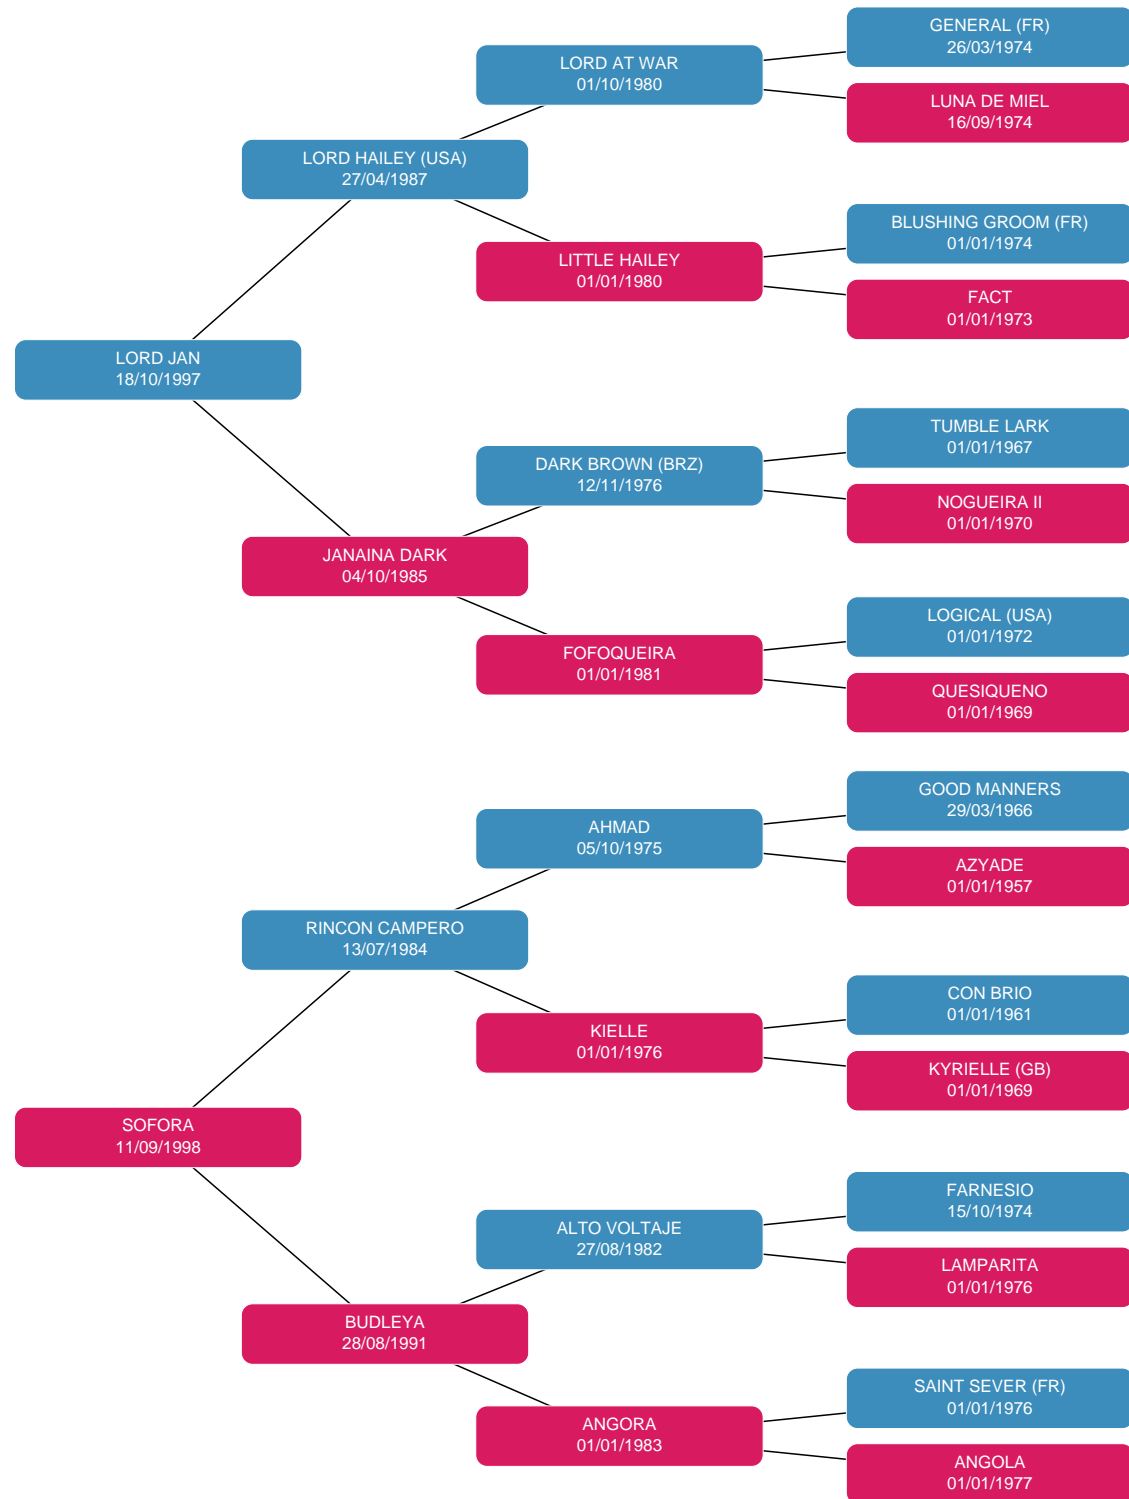 GENERAL (FR)
26/03/1974
LORD AT WAR
01/10/1980
LUNA DE MIEL
16/09/1974
LORD HAILEY (USA)
27/04/1987
BLUSHING GROOM (FR)
01/01/1974
LITTLE HAILEY
01/01/1980
FACT
01/01/1973
LORD JAN
18/10/1997
TUMBLE LARK
01/01/1967
DARK BROWN (BRZ)
12/11/1976
NOGUEIRA II
01/01/1970
JANAINA DARK
04/10/1985
LOGICAL (USA)
01/01/1972
FOFOQUEIRA
01/01/1981
QUESIQUENO
01/01/1969
GOOD MANNERS
29/03/1966
AHMAD
05/10/1975
AZYADE
01/01/1957
RINCON CAMPERO
13/07/1984
CON BRIO
01/01/1961
KIELLE
01/01/1976
KYRIELLE (GB)
01/01/1969
SOFORA
11/09/1998
FARNESIO
15/10/1974
ALTO VOLTAJE
27/08/1982
LAMPARITA
01/01/1976
BUDLEYA
28/08/1991
SAINT SEVER (FR)
01/01/1976
ANGORA
01/01/1983
ANGOLA
01/01/1977